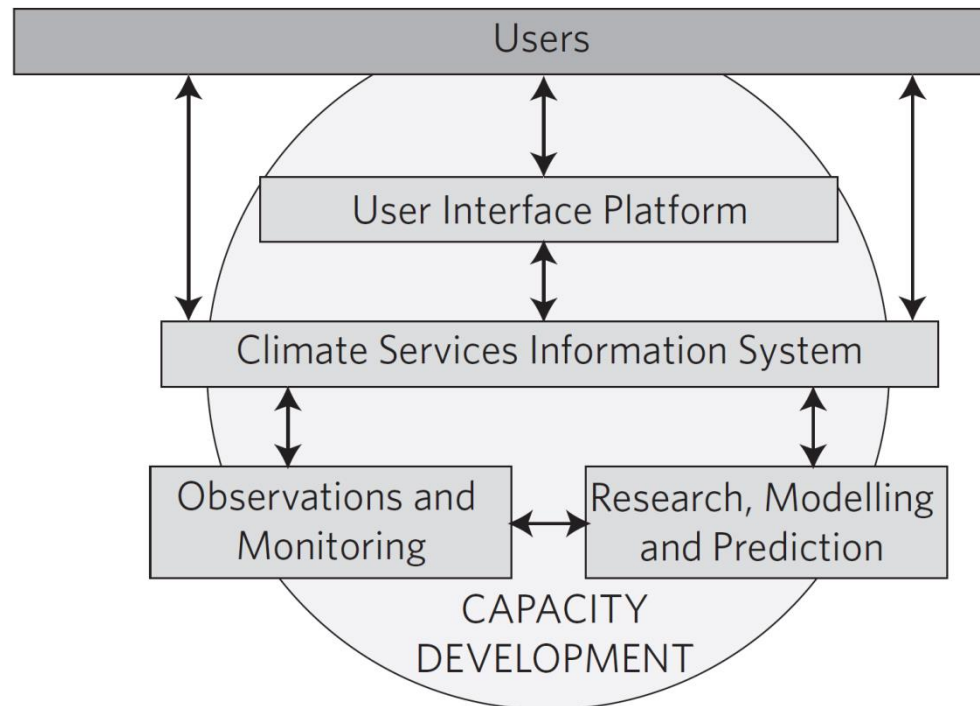 Users
User Interface Platform
Climate Services Information System
Observations and
Monitoring
Research, Modelling
and Prediction
CAPACITY
DEVELOPMENT